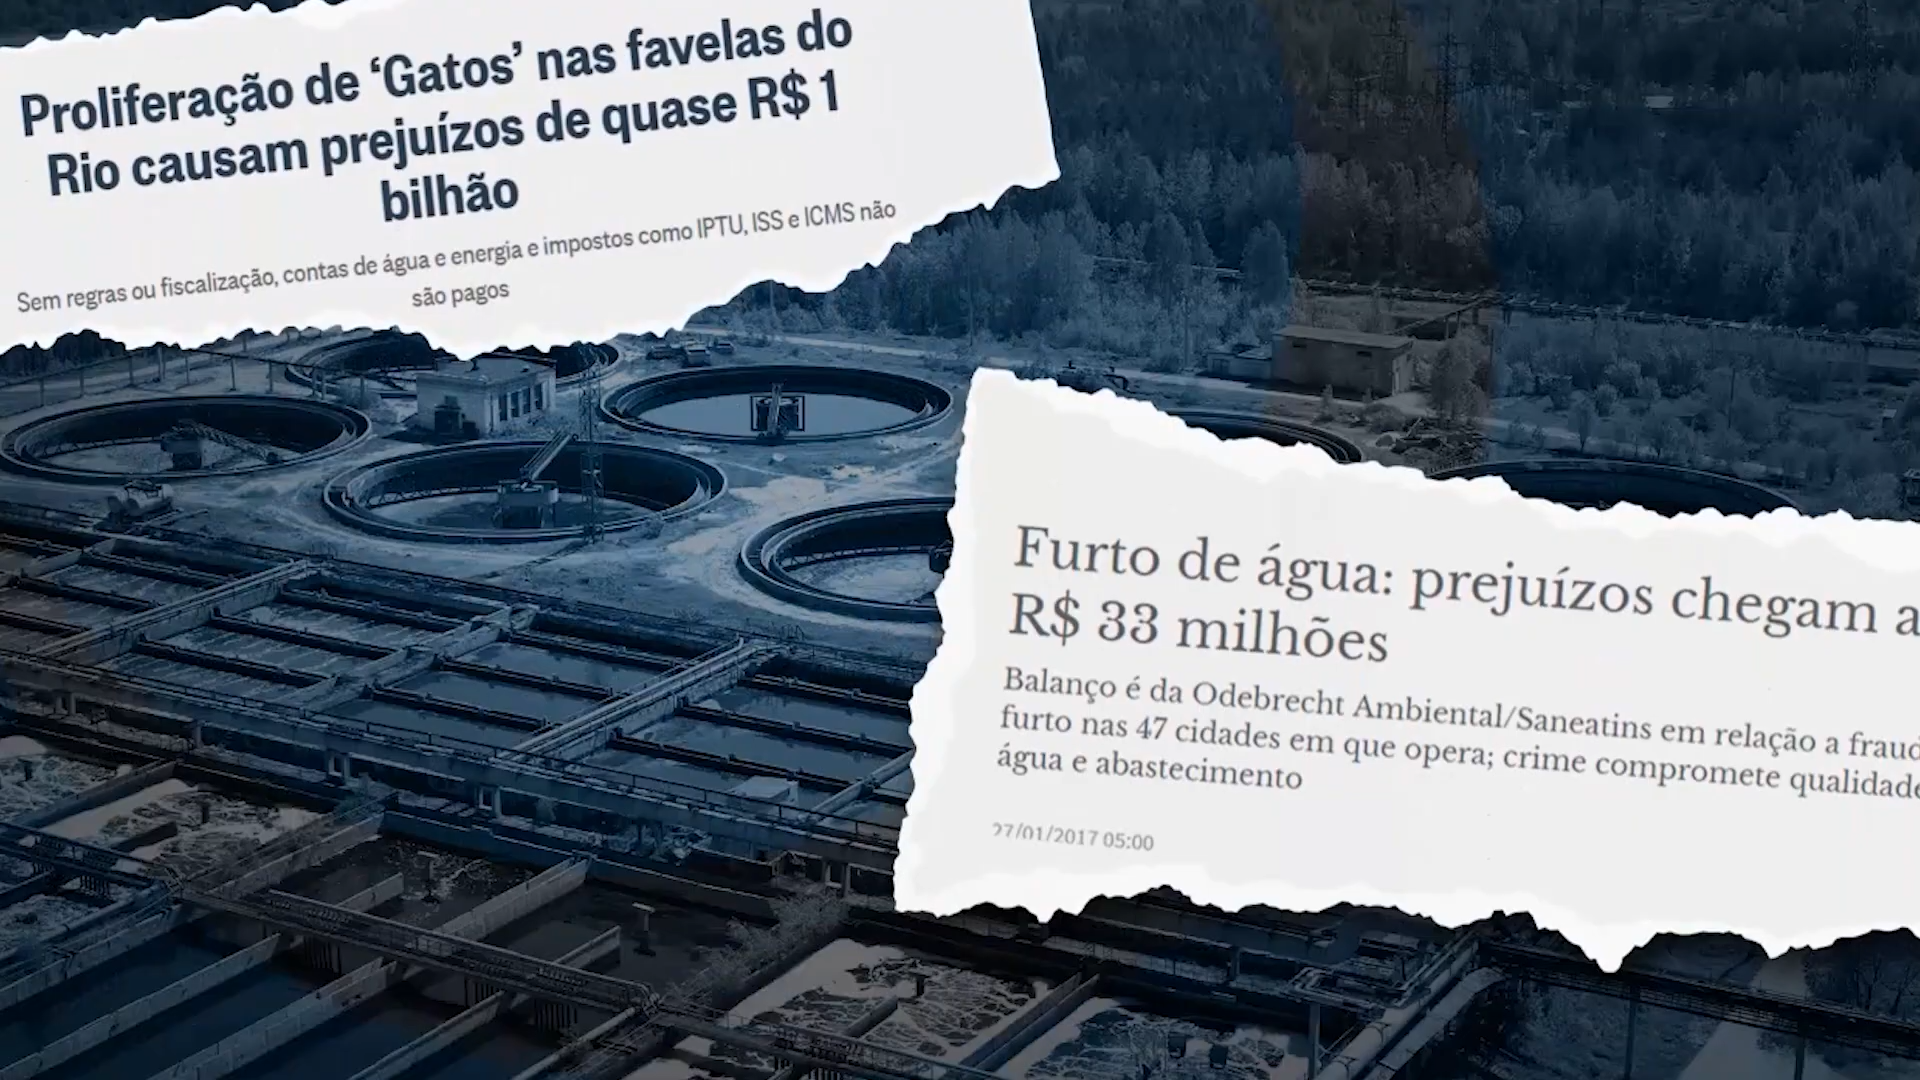 Proliferação de ‘Gatos’ nas favelas do
Rio causam prejuízos de quase R$ 1
bilhão
Sem regras ou fiscalização, contas de água e energia e impostos como IPTU, ISS e ICMS não
são pagos
Furto de água: prejuízos chegam a
R$ 33 milhões
Balanço é da Odebrecht Ambiental/Saneatins em relação a fraud
furto nas 47 cidades em que opera; crime compromete qualidade
água e abastecimento
27/01/2017 05:00